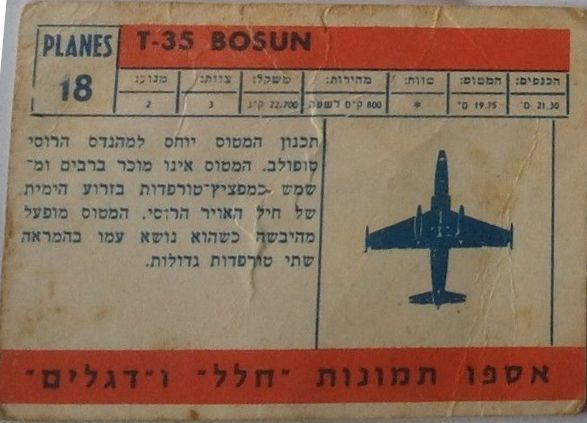 PLANES
18
T-35 BOSUN
הכנפים: המטוס: טווח: מהירות: משקל: צוות: מנוע:
21.30 מ' 19.75 מ' * 800 ק"מ לשעה 22.700 ק"ג 3 2
תכנון המטוס יוחס למהנדס הרוסי
טופולב. המטוס אינו מוכר ברבים ומ־
שמש כמפציץ־טורפדות בזרוע הימית
של חיל האויר הרוסי. המטוס מופעל
מהיבשה כשהוא נושא עמו בהמראה
שתי טורפדות גדולות.
אספו תמונות "חלל" ו"דגלים"